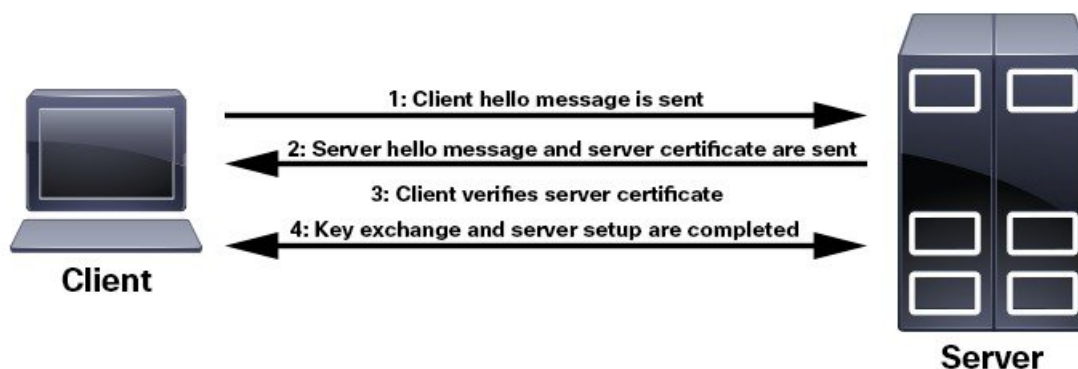 1: Client hello message is sent
2: Server hello message and server certificate are sent
3: Client verifies server certificate
4: Key exchange and server setup are completed
Client
Server